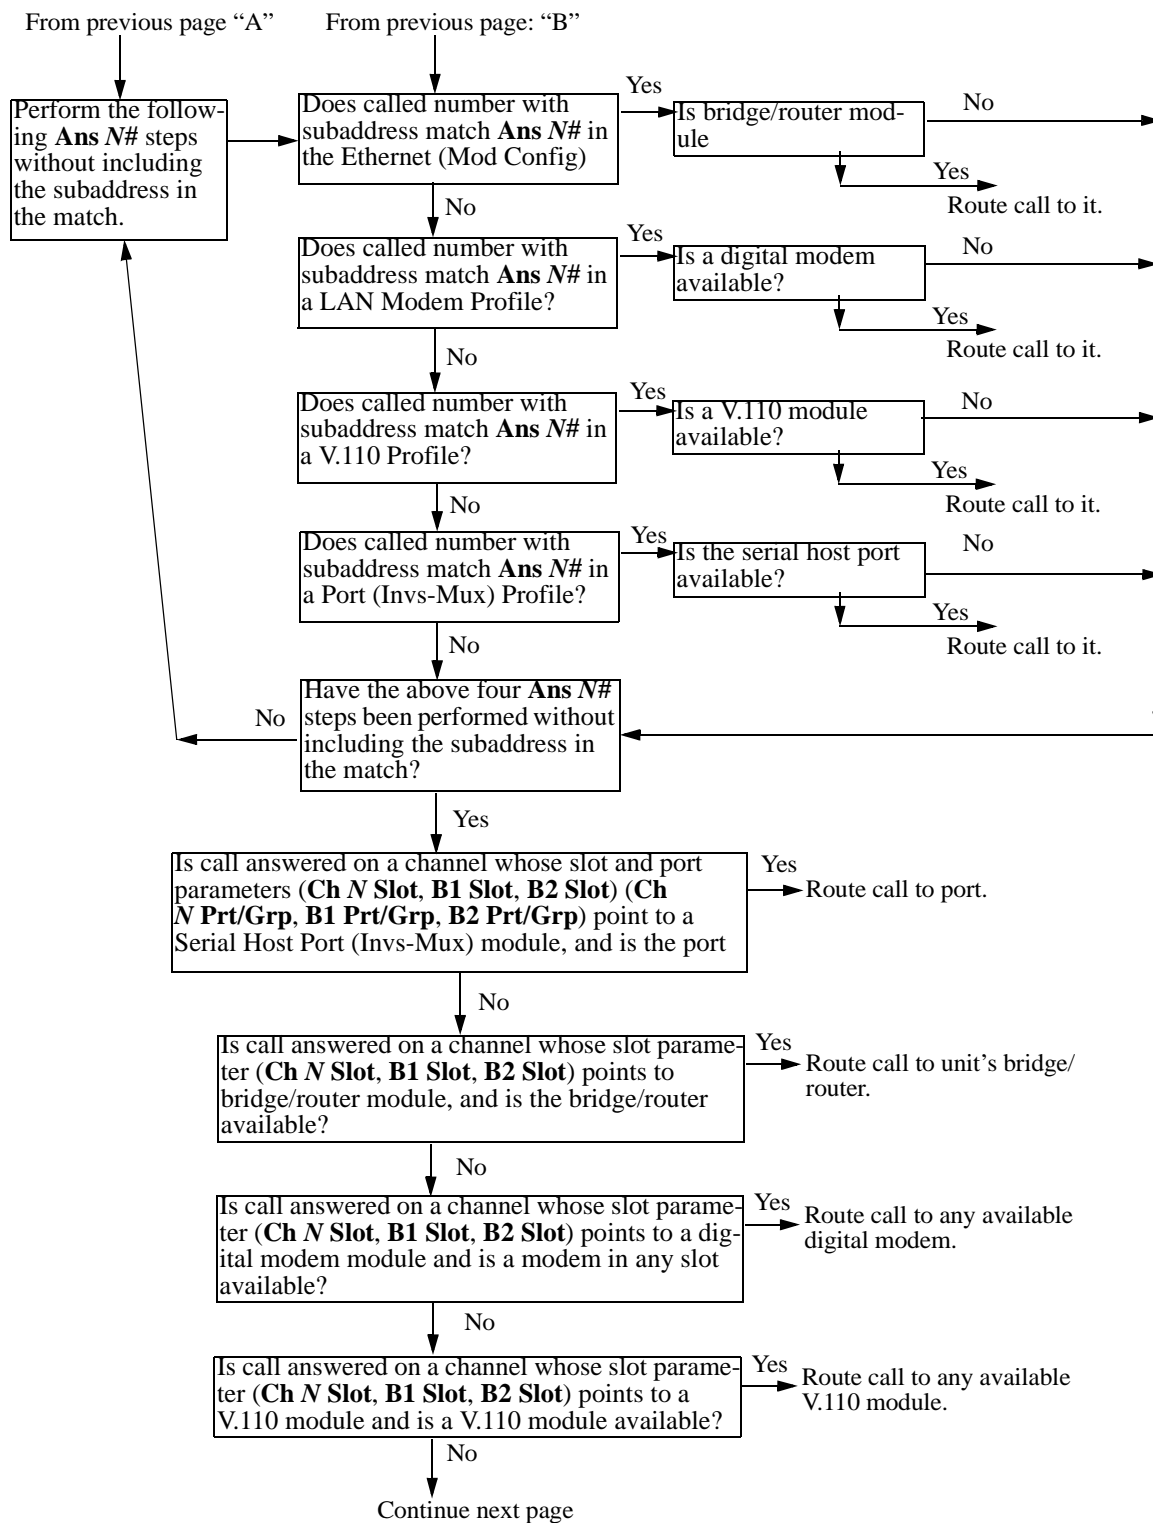 From previous page “A”
From previous page: “B”
Perform the follow-
ing Ans N# steps
without including
the subaddress in
the match.
Does called number with
subaddress match Ans N# in
the Ethernet (Mod Config)
Yes
Is bridge/router mod-
ule
No
Yes
Route call to it.
No
Does called number with
subaddress match Ans N# in
a LAN Modem Profile?
Yes
Is a digital modem
available?
No
Yes
Route call to it.
No
Does called number with
subaddress match Ans N# in
a V.110 Profile?
Yes
Is a V.110 module
available?
No
Yes
Route call to it.
No
Does called number with
subaddress match Ans N# in
a Port (Invs-Mux) Profile?
Yes
Is the serial host port
available?
No
Yes
Route call to it.
No
Have the above four Ans N#
steps been performed without
including the subaddress in
the match?
No
Yes
Is call answered on a channel whose slot and port
parameters (Ch N Slot, B1 Slot, B2 Slot) (Ch
N Prt/Grp, B1 Prt/Grp, B2 Prt/Grp) point to a
Serial Host Port (Invs-Mux) module, and is the port
Yes
Route call to port.
No
Is call answered on a channel whose slot parame-
ter (Ch N Slot, B1 Slot, B2 Slot) points to
bridge/router module, and is the bridge/router
available?
Yes
Route call to unit’s bridge/
router.
No
Is call answered on a channel whose slot parame-
ter (Ch N Slot, B1 Slot, B2 Slot) points to a dig-
ital modem module and is a modem in any slot
available?
Yes
Route call to any available
digital modem.
No
Is call answered on a channel whose slot parame-
ter (Ch N Slot, B1 Slot, B2 Slot) points to a
V.110 module and is a V.110 module available?
Yes
Route call to any available
V.110 module.
No
Continue next page